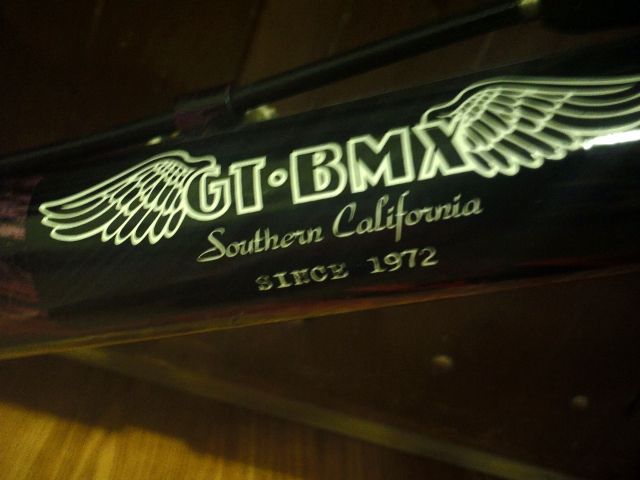 GT·BMX
Southern California
SINCE 1972